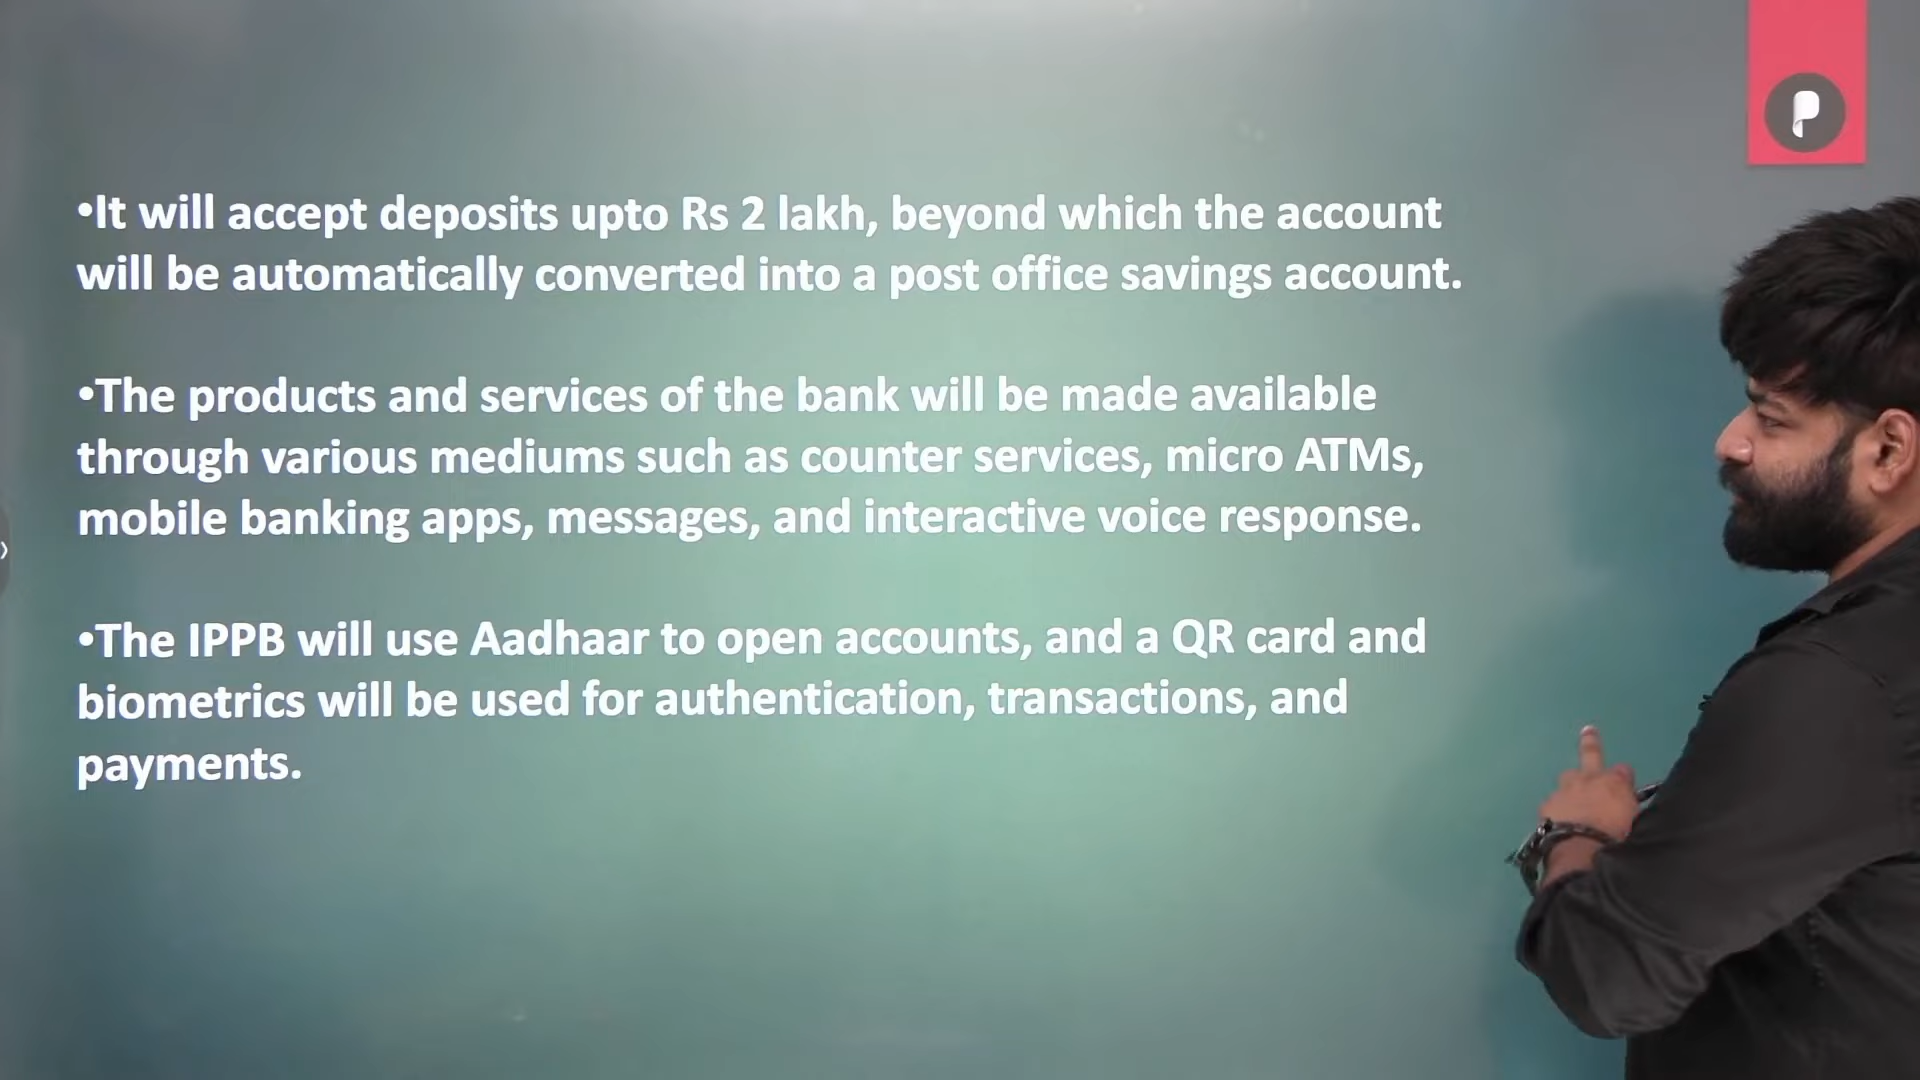 •It will accept deposits upto Rs 2 lakh, beyond which the account
will be automatically converted into a post office savings account.
•The products and services of the bank will be made available
through various mediums such as counter services, micro ATMs,
mobile banking apps, messages, and interactive voice response.
•The IPPB will use Aadhaar to open accounts, and a QR card and
biometrics will be used for authentication, transactions, and
payments.